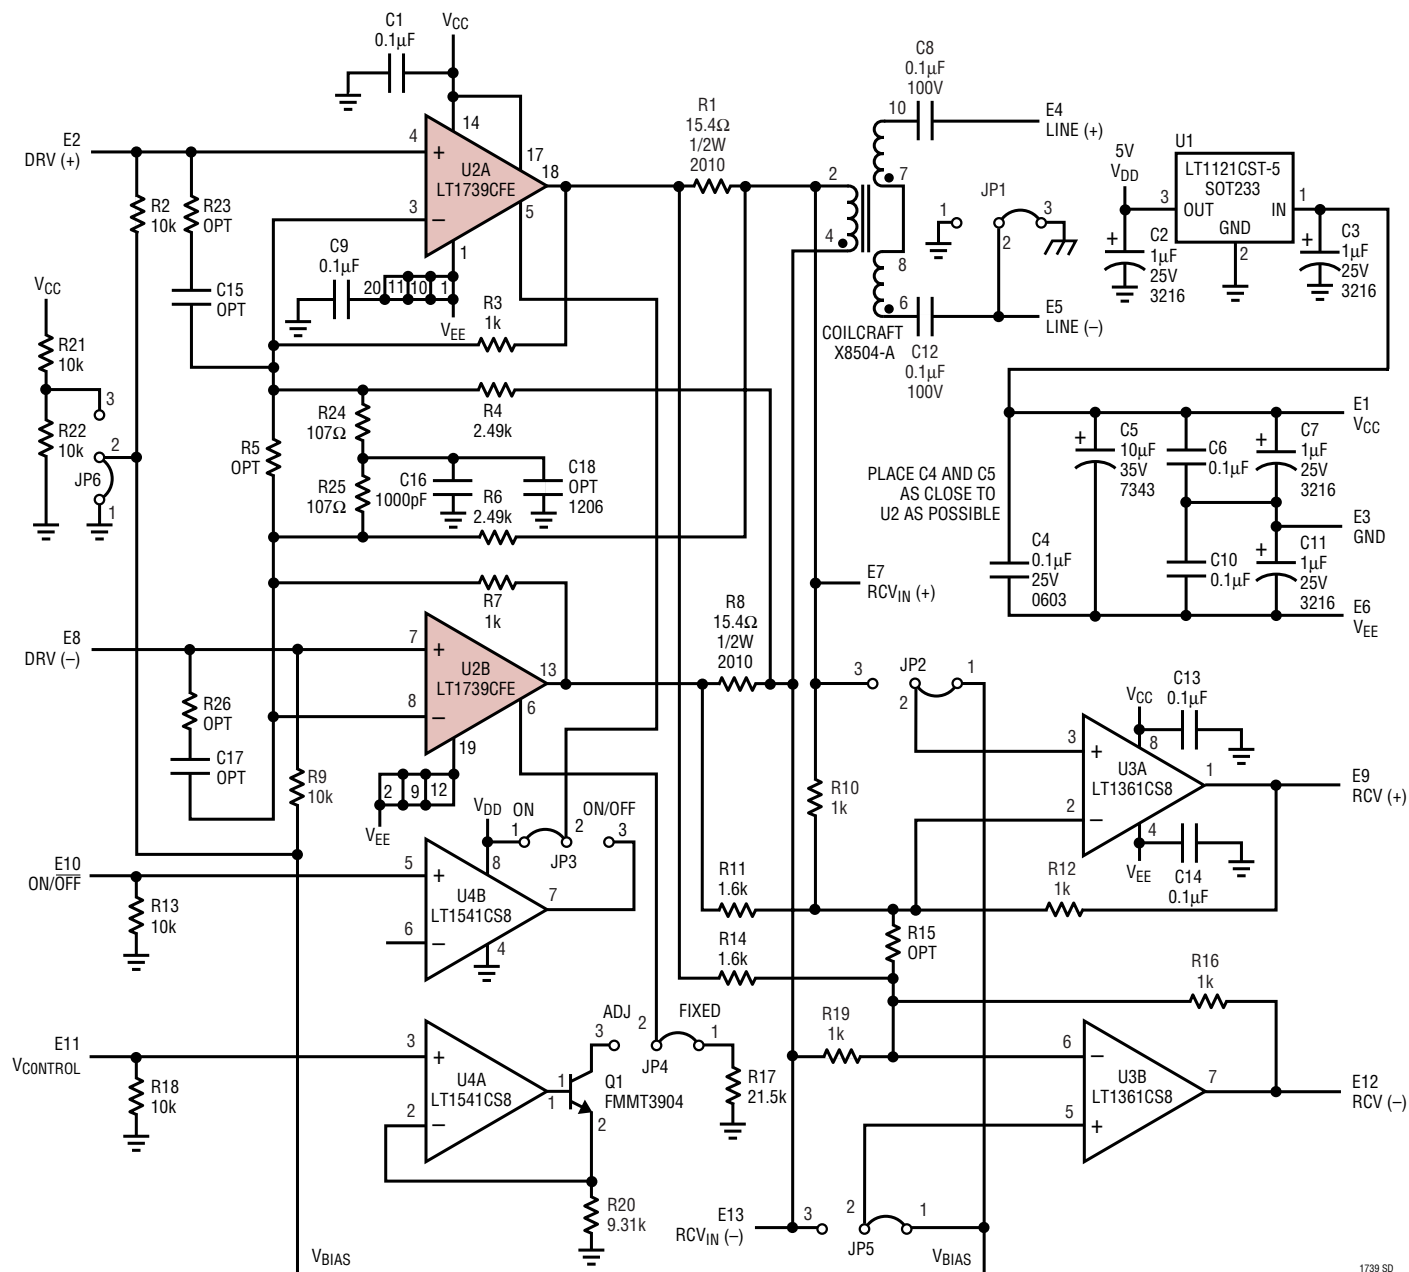 C1
0.1µF
VCC
14
4
+
U2A
LT1739CFE
3
–
17
18
5
1
E2
DRV (+)
R2
10k
R23
OPT
C15
OPT
C9
0.1µF
20
11
10
1
VEE
R3
1k
VCC
R21
10k
R22
10k
3
2
JP6
1
R5
OPT
R24
107Ω
R25
107Ω
R4
2.49k
C16
1000pF
R6
2.49k
C18
OPT
1206
R7
1k
R1
15.4Ω
1/2W
2010
2
4
10
7
8
6
C8
0.1µF
100V
E4
LINE (+)
1
JP1
2
3
E5
LINE (–)
COILCRAFT
X8504-A
C12
0.1µF
100V
U1
LT1121CST-5
SOT233
OUT
IN
GND
3
1
2
5V
VDD
+
C2
1µF
25V
3216
+
C3
1µF
25V
3216
PLACE C4 AND C5
AS CLOSE TO
U2 AS POSSIBLE
C4
0.1µF
25V
0603
+
C5
10µF
35V
7343
C6
0.1µF
+
C7
1µF
25V
3216
C10
0.1µF
+
C11
1µF
25V
3216
E1
VCC
E3
GND
E6
VEE
E8
DRV (–)
R26
OPT
C17
OPT
R9
10k
7
+
U2B
LT1739CFE
8
–
13
6
19
2
9
12
VEE
R8
15.4Ω
1/2W
2010
E7
RCVIN (+)
3
JP2
2
1
R10
1k
VCC
C13
0.1µF
8
3
+
U3A
LT1361CS8
2
–
1
4
VEE
C14
0.1µF
E9
RCV (+)
E10
ON/OFF
R13
10k
VDD
ON
1
2
JP3
ON/OFF
3
5
+
U4B
LT1541CS8
6
–
8
7
4
R11
1.6k
R14
1.6k
R12
1k
R15
OPT
R16
1k
R19
1k
E11
VCONTROL
R18
10k
3
+
U4A
LT1541CS8
2
–
1
1
Q1
FMMT3904
2
R20
9.31k
ADJ
3
2
JP4
FIXED
1
R17
21.5k
6
–
U3B
LT1361CS8
5
+
7
E12
RCV (–)
E13
RCVIN (–)
3
2
JP5
1
VBIAS
VBIAS
1739 SD